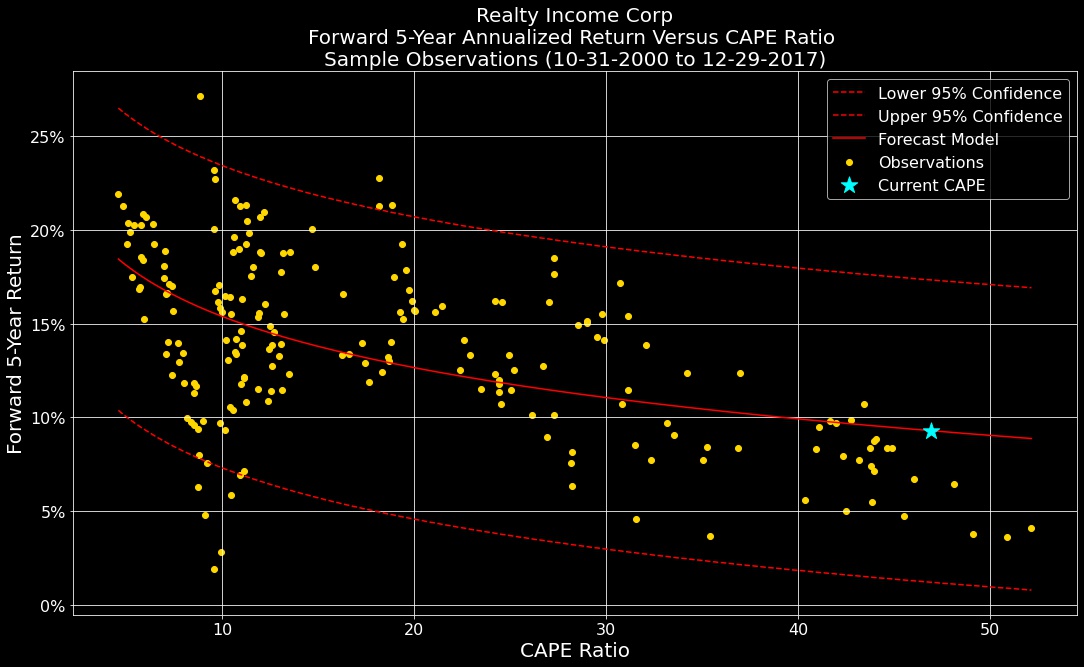 Realty Income Corp
Forward 5-Year Annualized Return Versus CAPE Ratio
Sample Observations (10-31-2000 to 12-29-2017)
Lower 95% Confidence
Upper 95% Confidence
Forecast Model
Observations
Current CAPE
Forward 5-Year Return
25%
20%
15%
10%
5%
0%
10 20 30 40 50
CAPE Ratio